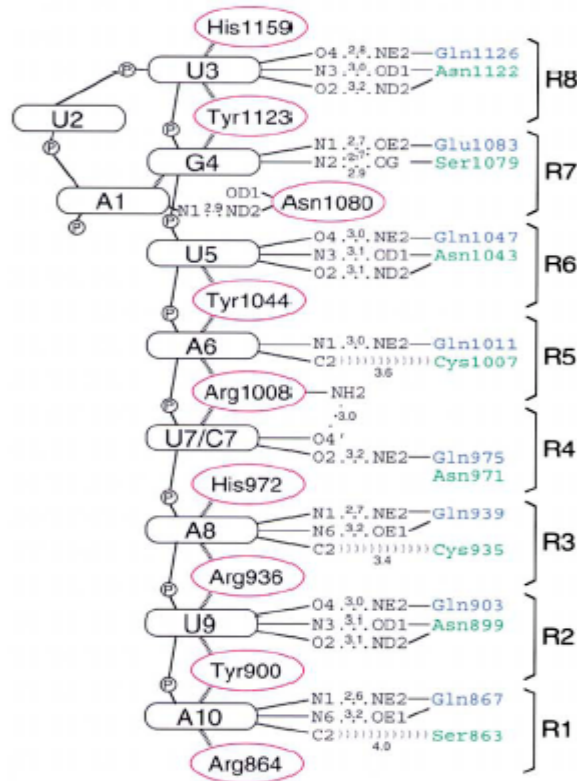 His1159
O4 2.8 NE2 Gln1126
P U3 N3 3.0 OD1 Asn1122 R8
O2 3.2 ND2
P
U2 Tyr1123
N1 2.7 OE2 Glu1083
P G4 N2 2.7 OG Ser1079 R7
2.9
OD1
A1 N1 2.9 ND2 Asn1080
P P
O4 3.0 NE2 Gln1047
U5 N3 3.1 OD1 Asn1043 R6
O2 3.1 ND2
P Tyr1044
A6 N1 3.0 NE2 Gln1011
C2 Cys1007 R5
3.6
P Arg1008 NH2
3.0
U7/C7 O4
O2 3.2 NE2 Gln975 R4
Asn971
P His972
N1 2.7 NE2 Gln939
A8 N6 3.2 OE1
C2 Cys935 R3
3.4
P Arg936
O4 3.0 NE2 Gln903
U9 N3 3.1 OD1 Asn899 R2
O2 3.1 ND2
P Tyr900
N1 2.6 NE2 Gln867
A10 N6 3.2 OE1
C2 Ser863 R1
4.0
Arg864